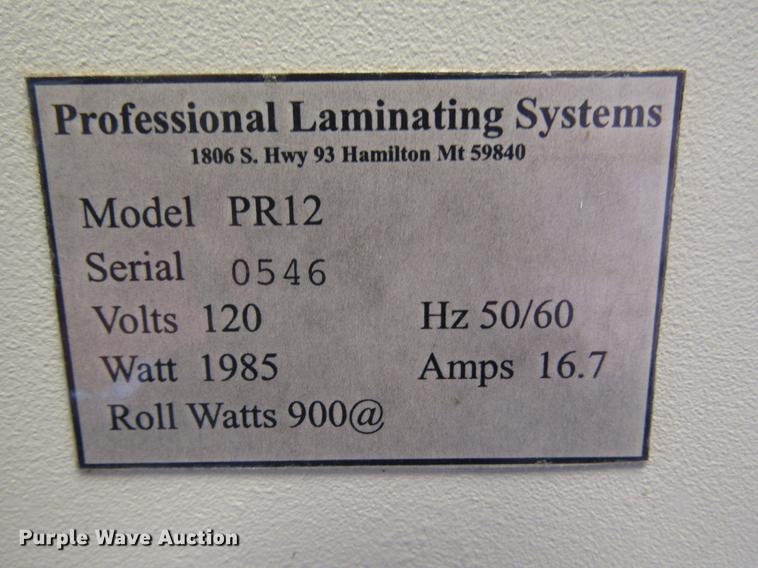 Professional Laminating Systems
1806 S. Hwy 93 Hamilton Mt 59840
Model PR12
Serial 0546
Volts 120 Hz 50/60
Watt 1985 Amps 16.7
Roll Watts 900@
Purple Wave Auction